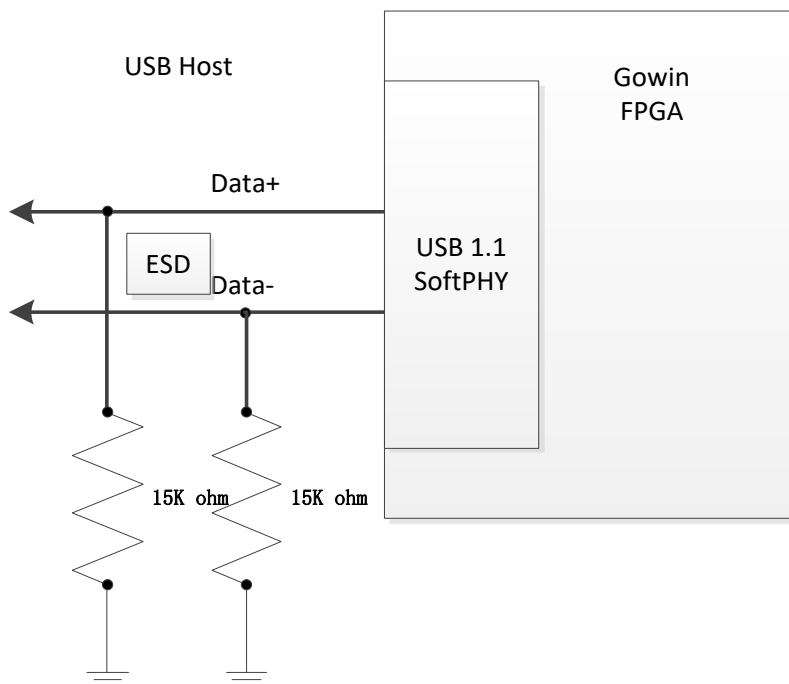 USB Host
Gowin
FPGA
Data+
ESD
Data-
USB 1.1
SoftPHY
15K ohm
15K ohm